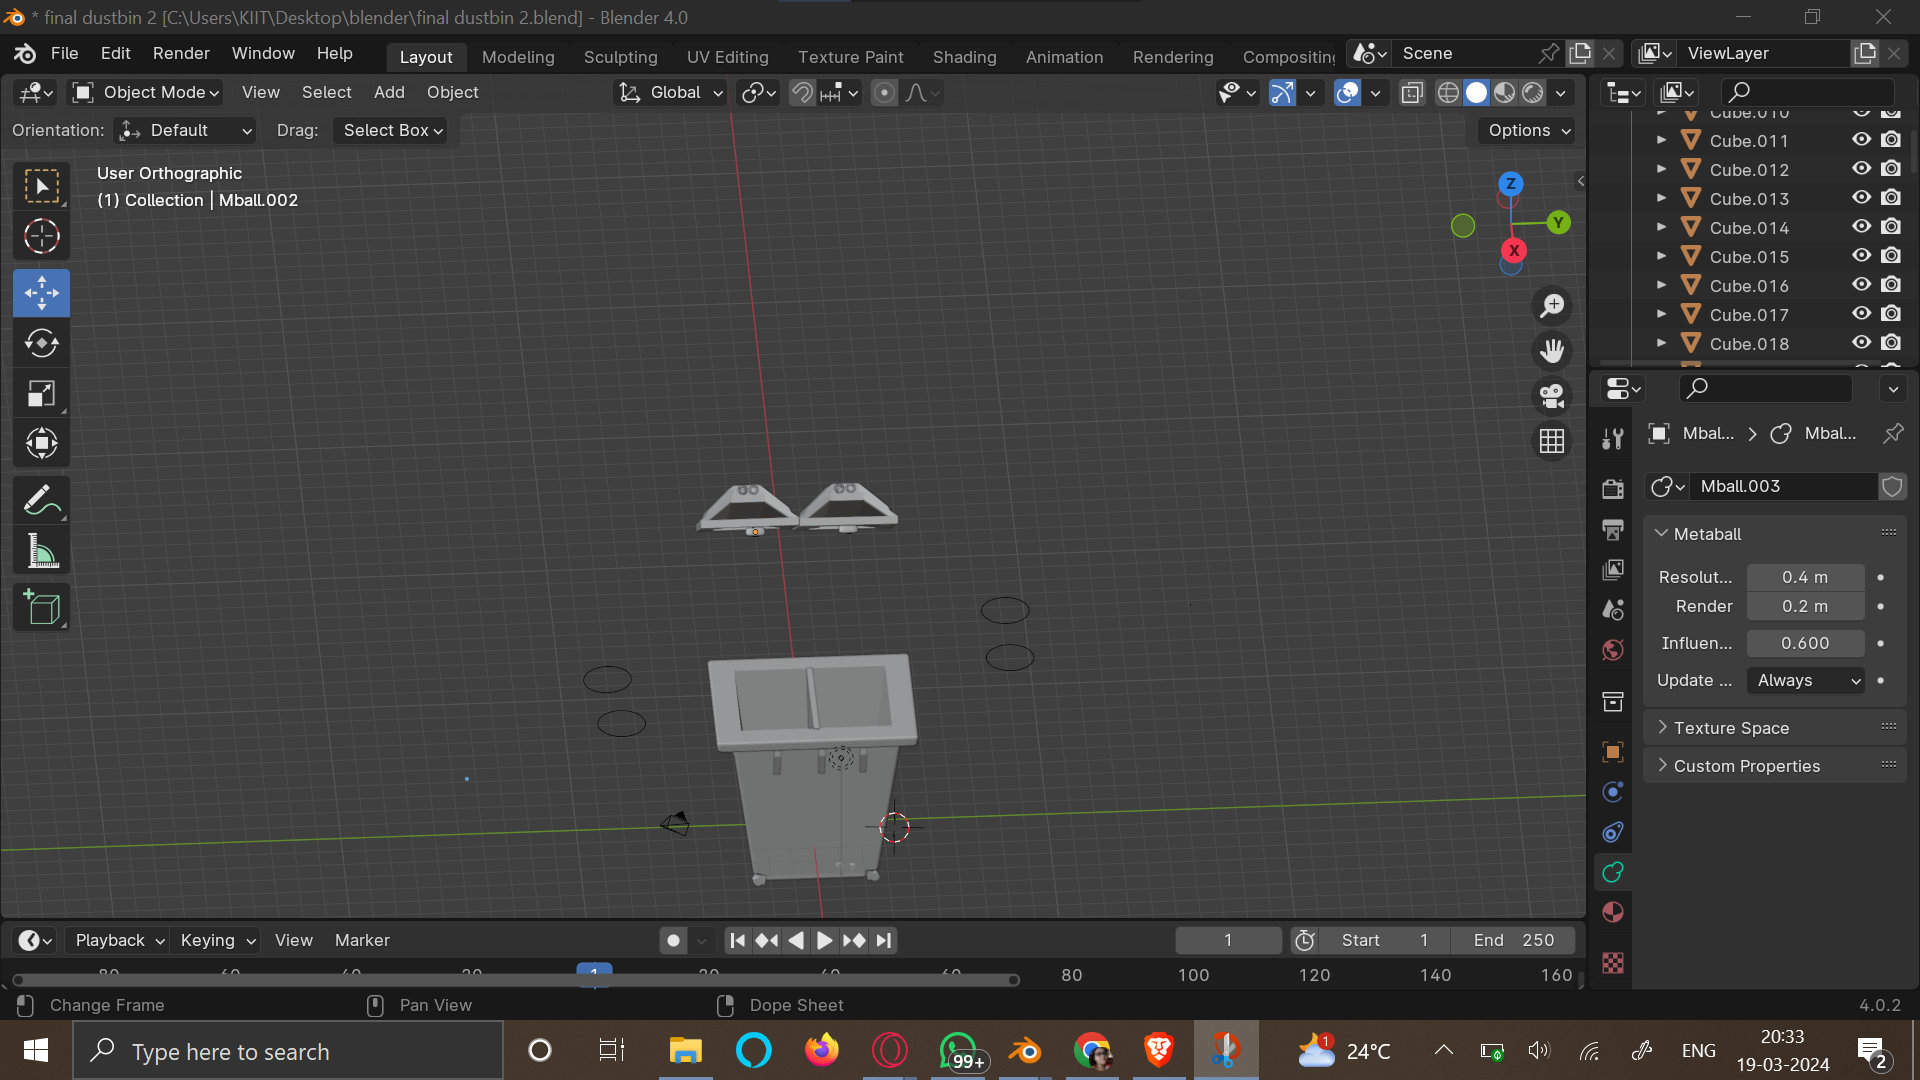 * final dustbin 2 [C:\Users\KIIT\Desktop\blender\final dustbin 2.blend] - Blender 4.0
File Edit Render Window Help Layout Modeling Sculpting UV Editing Texture Paint Shading Animation Rendering Compositing Scene ViewLayer
Object Mode View Select Add Object Global
Orientation: Default Drag: Select Box Options
User Orthographic
(1) Collection | Mball.002
Z
Y
X
Cube.010
Cube.011
Cube.012
Cube.013
Cube.014
Cube.015
Cube.016
Cube.017
Cube.018
Mbal... Mbal...
Mball.003
Metaball
Resolut... 0.4 m
Render 0.2 m
Influen... 0.600
Update ... Always
Texture Space
Custom Properties
Playback Keying View Marker 1 Start 1 End 250
80 100 120 140 160
Change Frame Pan View Dope Sheet 4.0.2
Type here to search 99+ 1 24°C ENG 20:33
19-03-2024 2